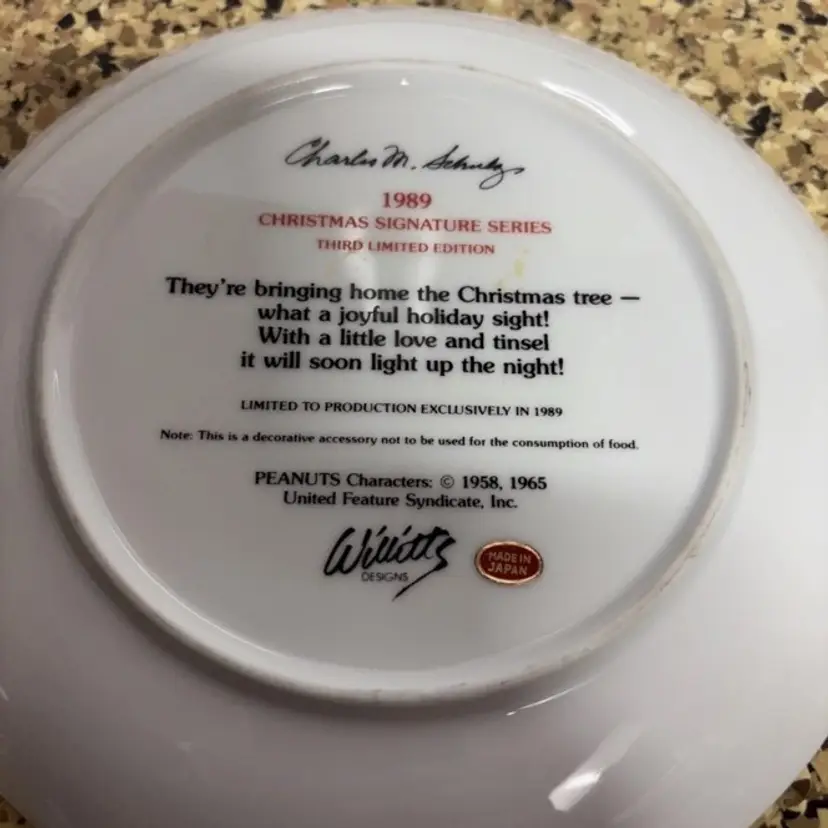 Charles M. Schulz
1989
CHRISTMAS SIGNATURE SERIES
THIRD LIMITED EDITION
They're bringing home the Christmas tree —
what a joyful holiday sight!
With a little love and tinsel
it will soon light up the night!
LIMITED TO PRODUCTION EXCLUSIVELY IN 1989
Note: This is a decorative accessory not to be used for the consumption of food.
PEANUTS Characters: © 1958, 1965
United Feature Syndicate, Inc.
Willitts
DESIGNS
MADE IN
JAPAN